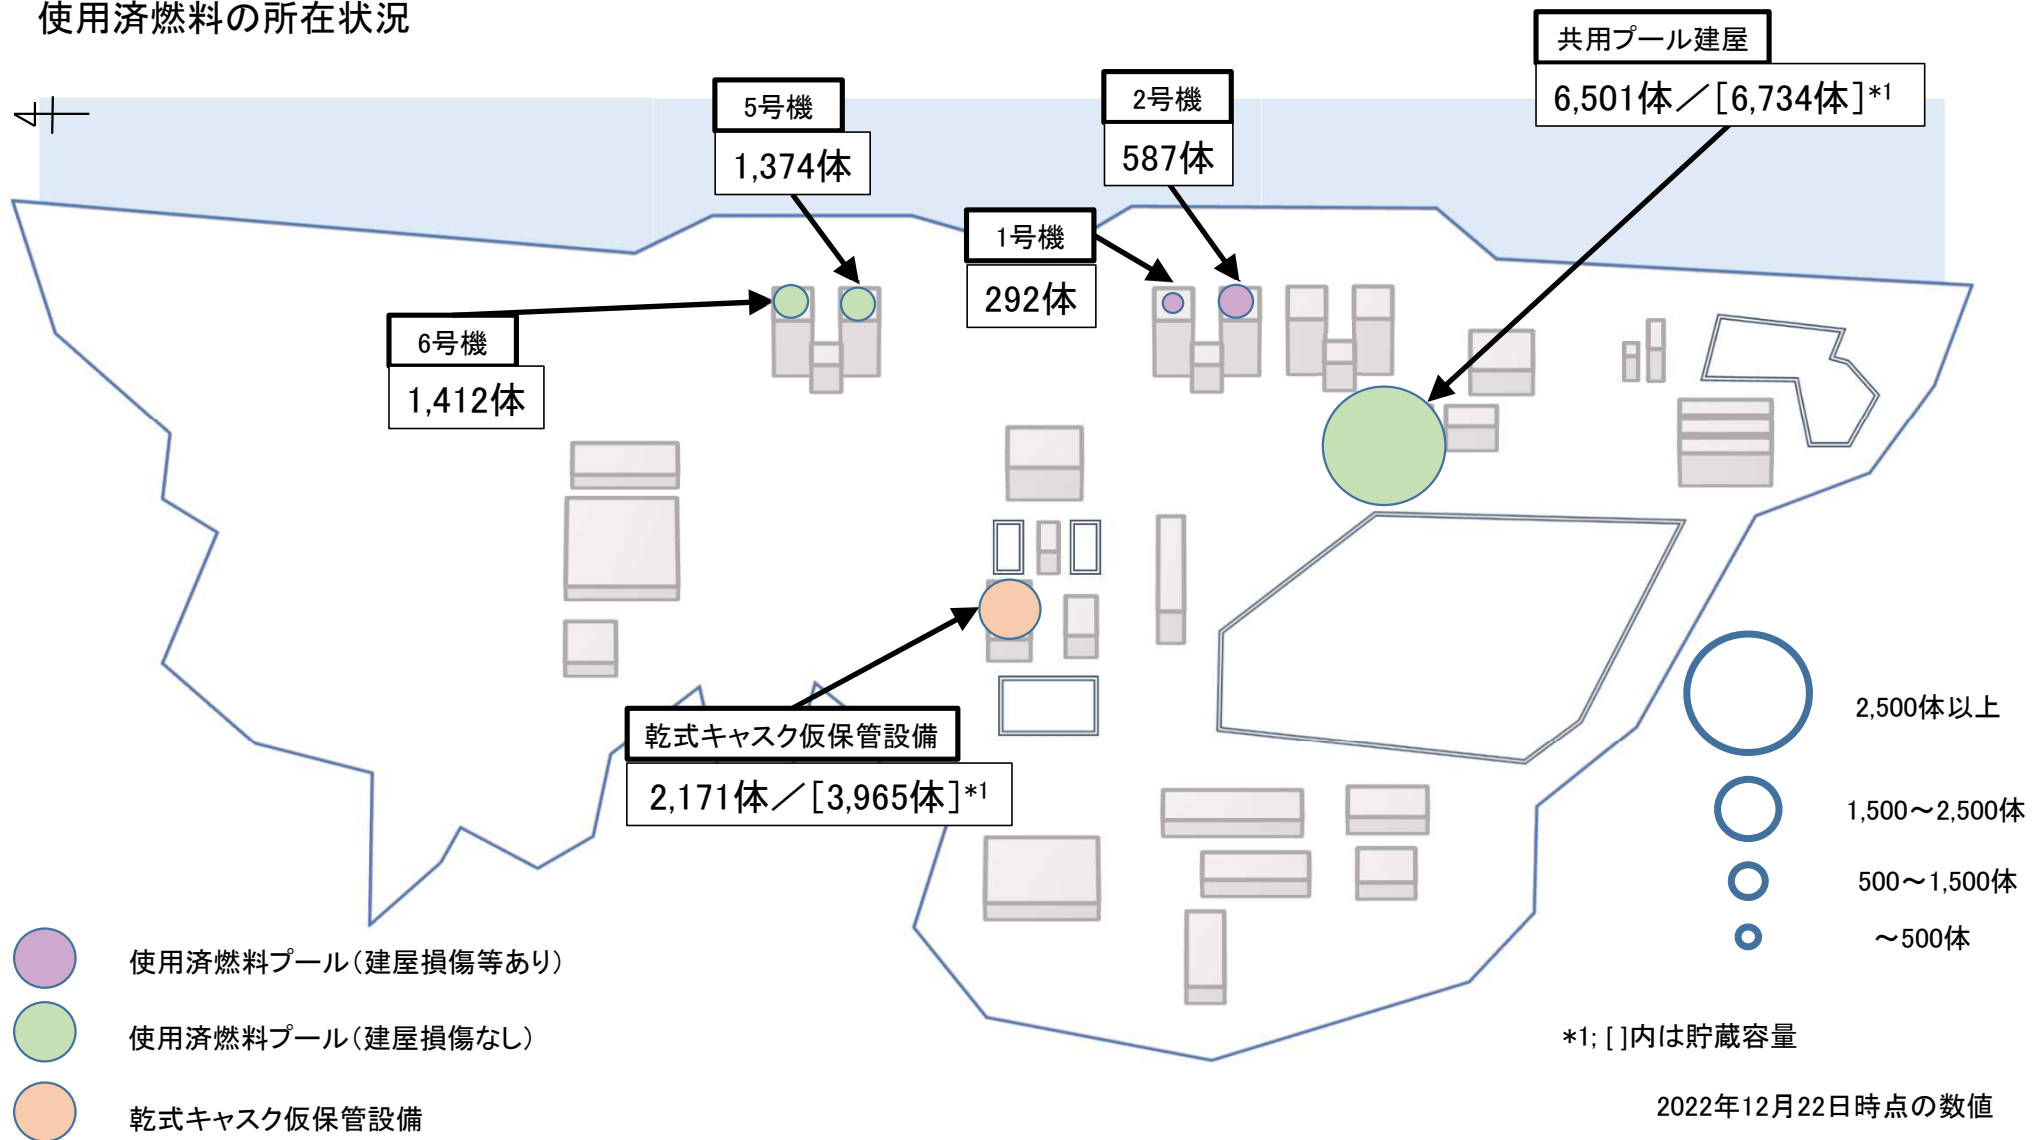 使用済燃料の所在状況
共用プール建屋
6,501体／[6,734体]*1
5号機
1,374体
2号機
587体
1号機
292体
6号機
1,412体
乾式キャスク仮保管設備
2,171体／[3,965体]*1
2,500体以上
1,500～2,500体
500～1,500体
～500体
使用済燃料プール（建屋損傷等あり）
使用済燃料プール（建屋損傷なし）
乾式キャスク仮保管設備
*1; [ ]内は貯蔵容量
2022年12月22日時点の数値